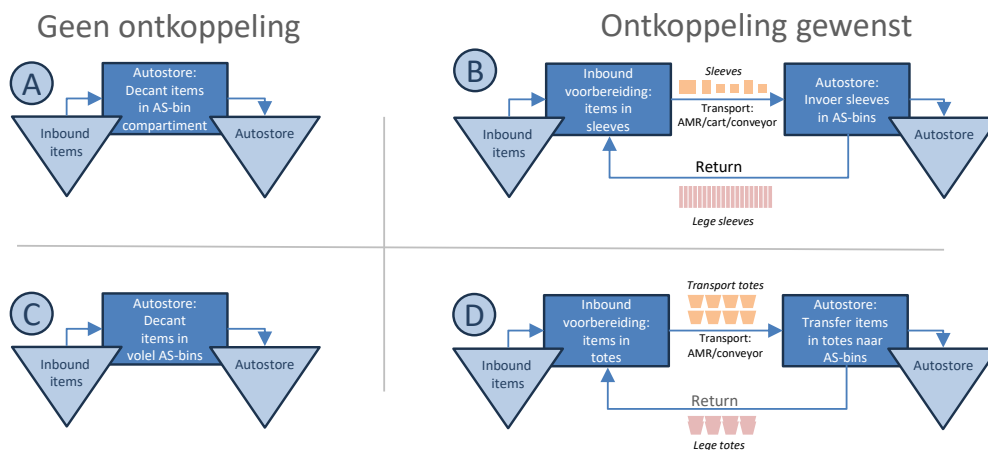 Geen ontkoppeling
Ontkoppeling gewenst
A
Autostore:
Decant items
in AS-bin
compartiment
Inbound
items
Autostore
B
Inbound
voorbereiding:
items in
sleeves
Sleeves
Transport:
AMR/cart/conveyor
Autostore:
Invoer sleeves
in AS-bins
Inbound
items
Autostore
Return
Lege sleeves
C
Autostore:
Decant
items in
volel AS-bins
Inbound
items
Autostore
D
Inbound
voorbereiding:
items in
totes
Transport totes
Transport:
AMR/conveyor
Autostore:
Transfer items
in totes naar
AS-bins
Inbound
items
Autostore
Return
Lege totes